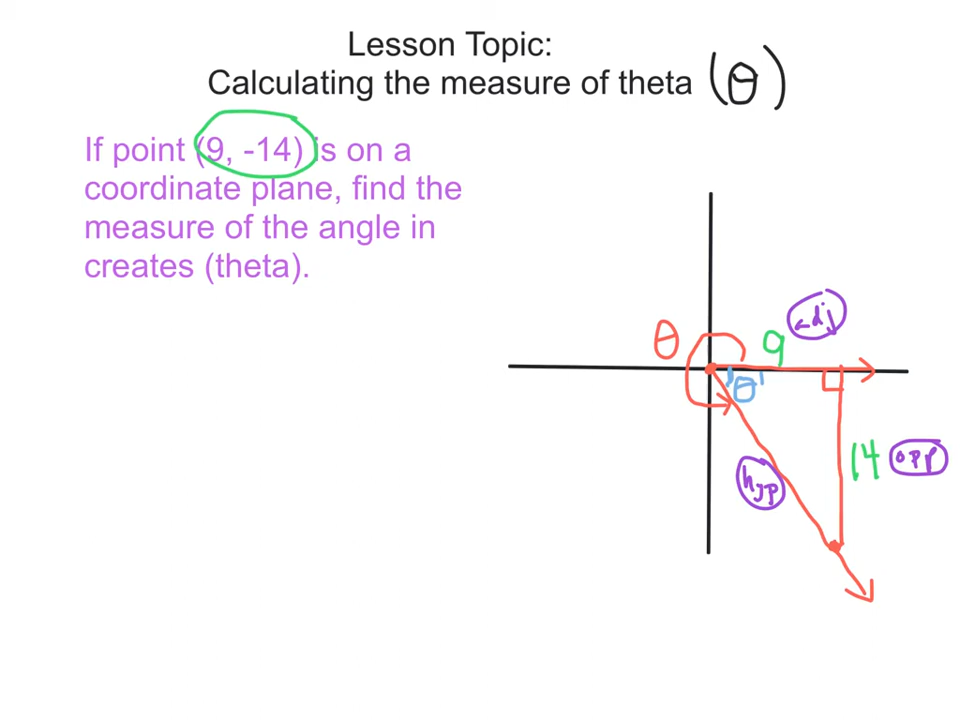 Lesson Topic:
Calculating the measure of theta (θ)
If point (9, -14) is on a
coordinate plane, find the
measure of the angle in
creates (theta).
adj
θ
9
θ'
14 opp
hyp